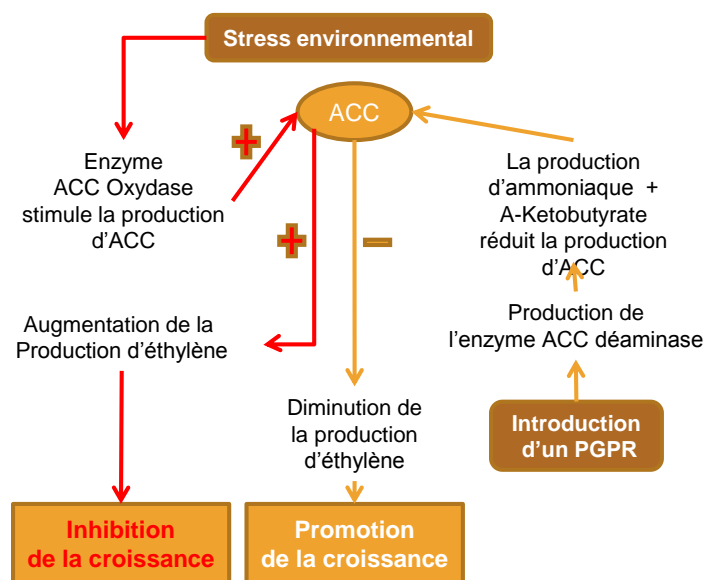 Stress environnemental
ACC
+
Enzyme
ACC Oxydase
stimule la production
d'ACC
La production
d'ammoniaque +
A-Ketobutyrate
réduit la production
d'ACC
+
–
Augmentation de la
Production d'éthylène
Production de
l'enzyme ACC déaminase
Diminution de
la production
d'éthylène
Introduction
d'un PGPR
Inhibition
de la croissance
Promotion
de la croissance